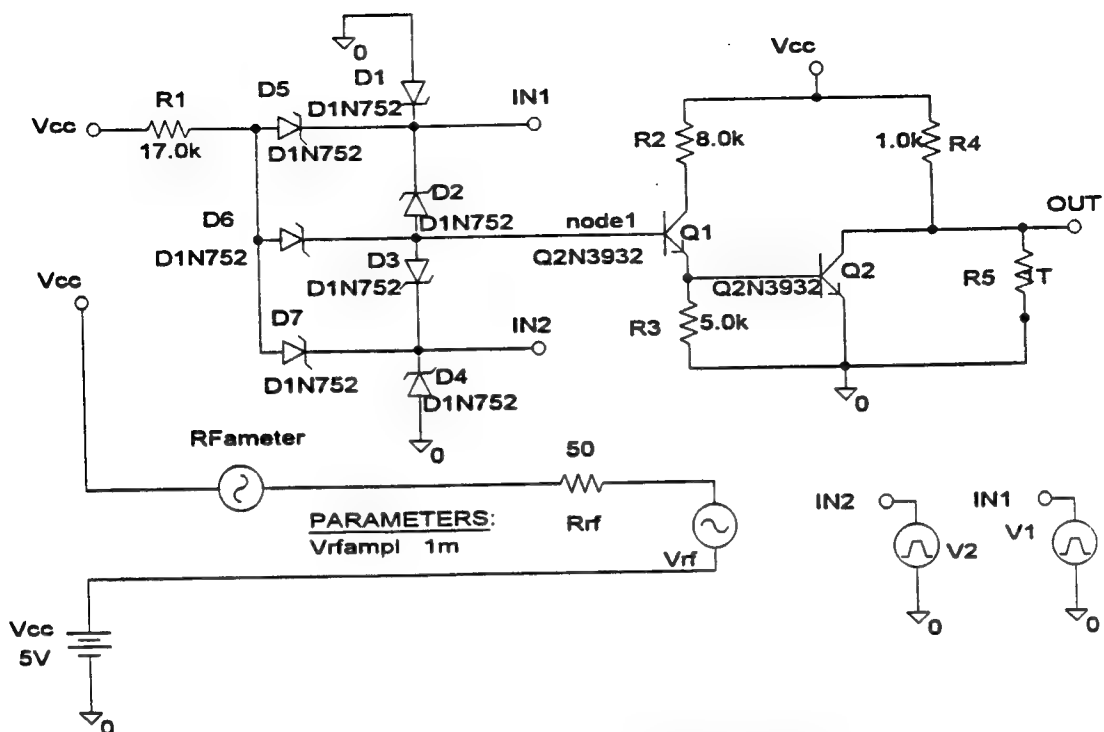 Vcc
0
D1
D5
D1N752
IN1
R1
Vcc
17.0k
D1N752
R2
8.0k
1.0k
R4
D2
D1N752
OUT
D6
node1
Q1
D1N752
Q2N3932
D3
D1N752
Q2
Vcc
Q2N3932
R5
1T
D7
IN2
R3
5.0k
D1N752
D4
D1N752
0
0
RFameter
50
PARAMETERS:
Vrfampl 1m
Rrf
IN2
IN1
V1
V2
Vrf
0
0
Vcc
5V
0